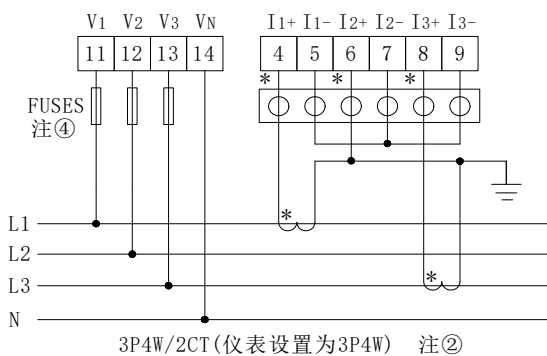 V1 V2 V3 VN I1+ I1- I2+ I2- I3+ I3-
11 12 13 14 4 5 6 7 8 9
* * *
FUSES
注④
L1 *
L2
L3 *
N
3P4W/2CT(仪表设置为3P4W) 注②